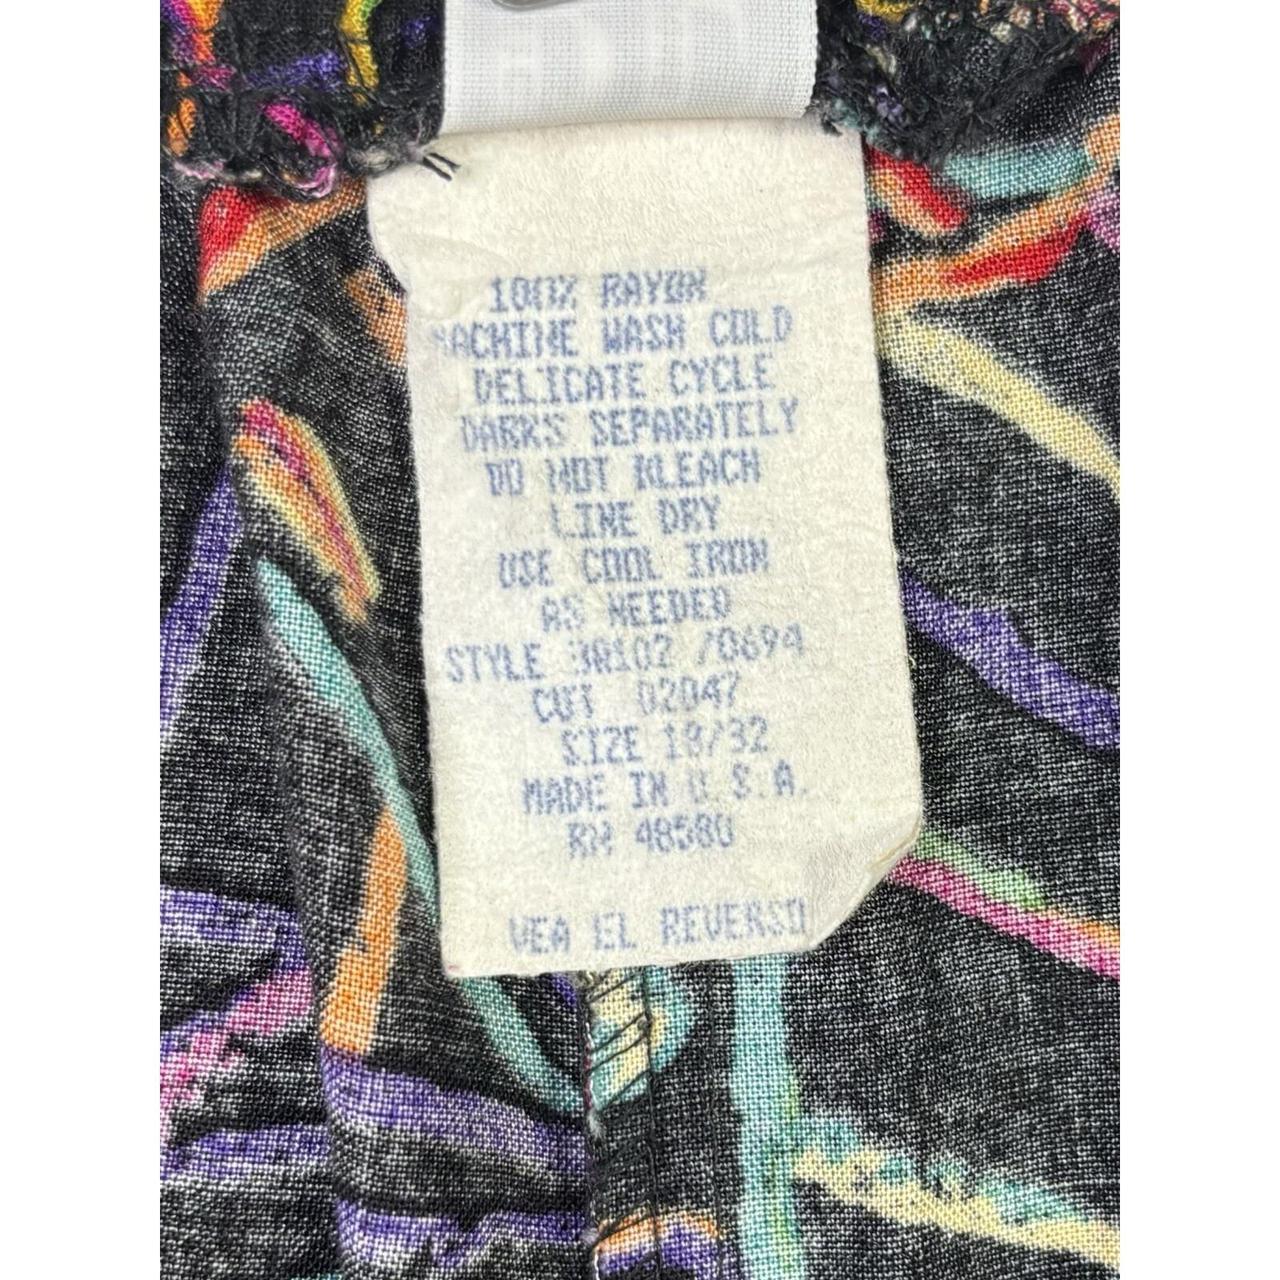 100% RAYON
MACHINE WASH COLD
DELICATE CYCLE
DARKS SEPARATELY
DO NOT BLEACH
LINE DRY
USE COOL IRON
AS NEEDED
STYLE /0694
CUT 02047
SIZE 18/32
MADE IN U.S.A.
RN 48580
VEA EL REVERSO